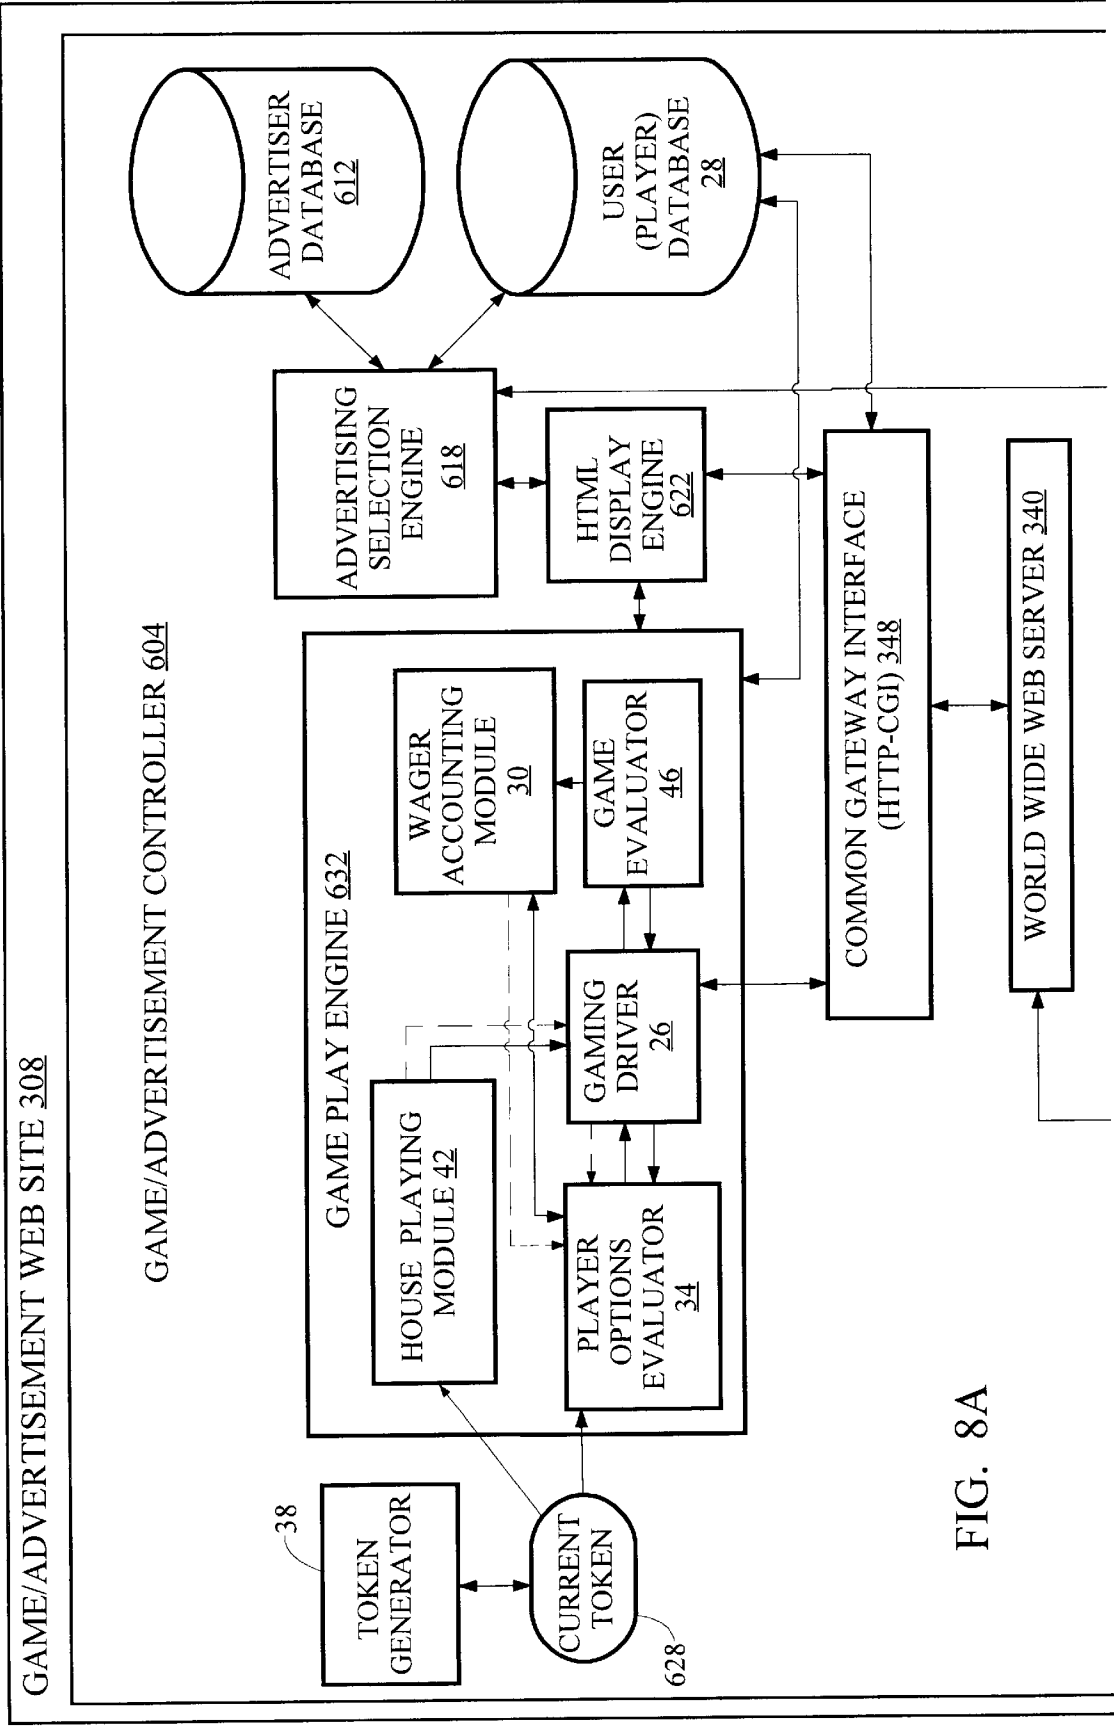 GAME/ADVERTISEMENT WEB SITE 308
GAME/ADVERTISEMENT CONTROLLER 604
38
TOKEN
GENERATOR
CURRENT
TOKEN
628
GAME PLAY ENGINE 632
HOUSE PLAYING
MODULE 42
WAGER
ACCOUNTING
MODULE
30
PLAYER
OPTIONS
EVALUATOR
34
GAMING
DRIVER
26
GAME
EVALUATOR
46
ADVERTISING
SELECTION
ENGINE
618
HTML
DISPLAY
ENGINE
622
ADVERTISER
DATABASE
612
USER
(PLAYER)
DATABASE
28
COMMON GATEWAY INTERFACE
(HTTP-CGI) 348
WORLD WIDE WEB SERVER 340
FIG. 8A